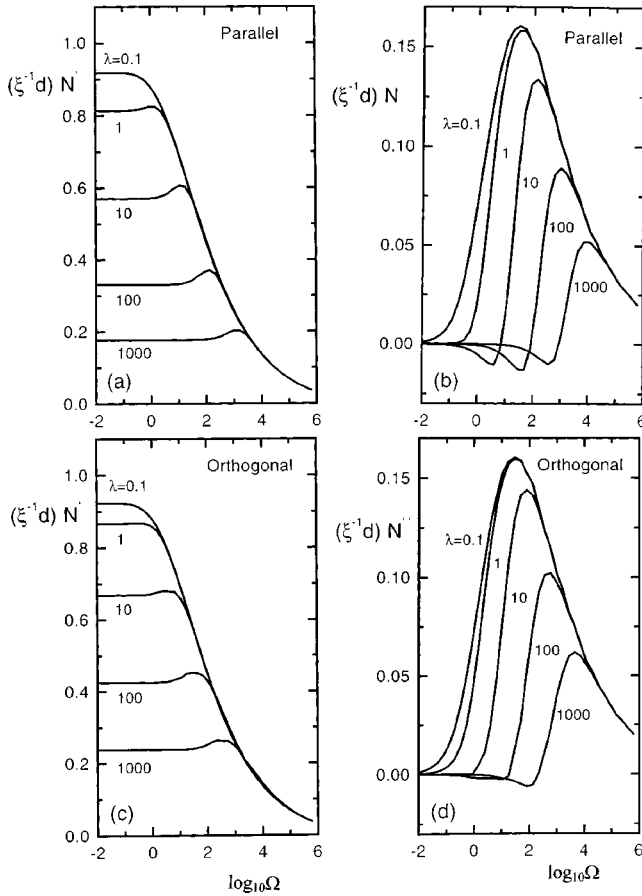 Parallel
(ξ⁻¹d) N'
λ=0.1
1
10
100
1000
(a)
1.0
0.8
0.6
0.4
0.2
0.0
-2 0 2 4 6
Parallel
(ξ⁻¹d) N''
λ=0.1
1
10
100
1000
(b)
0.15
0.10
0.05
0.00
-2 0 2 4 6
Orthogonal
(ξ⁻¹d) N'
λ=0.1
1
10
100
1000
(c)
1.0
0.8
0.6
0.4
0.2
0.0
-2 0 2 4 6
log₁₀Ω
Orthogonal
(ξ⁻¹d) N''
λ=0.1
1
10
100
1000
(d)
0.15
0.10
0.05
0.00
-2 0 2 4 6
log₁₀Ω